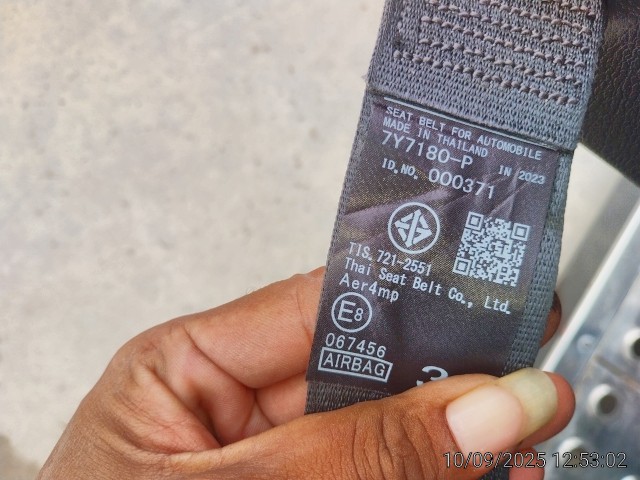 SEAT BELT FOR AUTOMOBILE
MADE IN THAILAND
7Y7180-P IN 2023
ID.NO. 000371
TIS.721-2551
Thai Seat Belt Co., Ltd.
Aer4mp
E8
067456
AIRBAG
3
10/09/2025 12:53:02